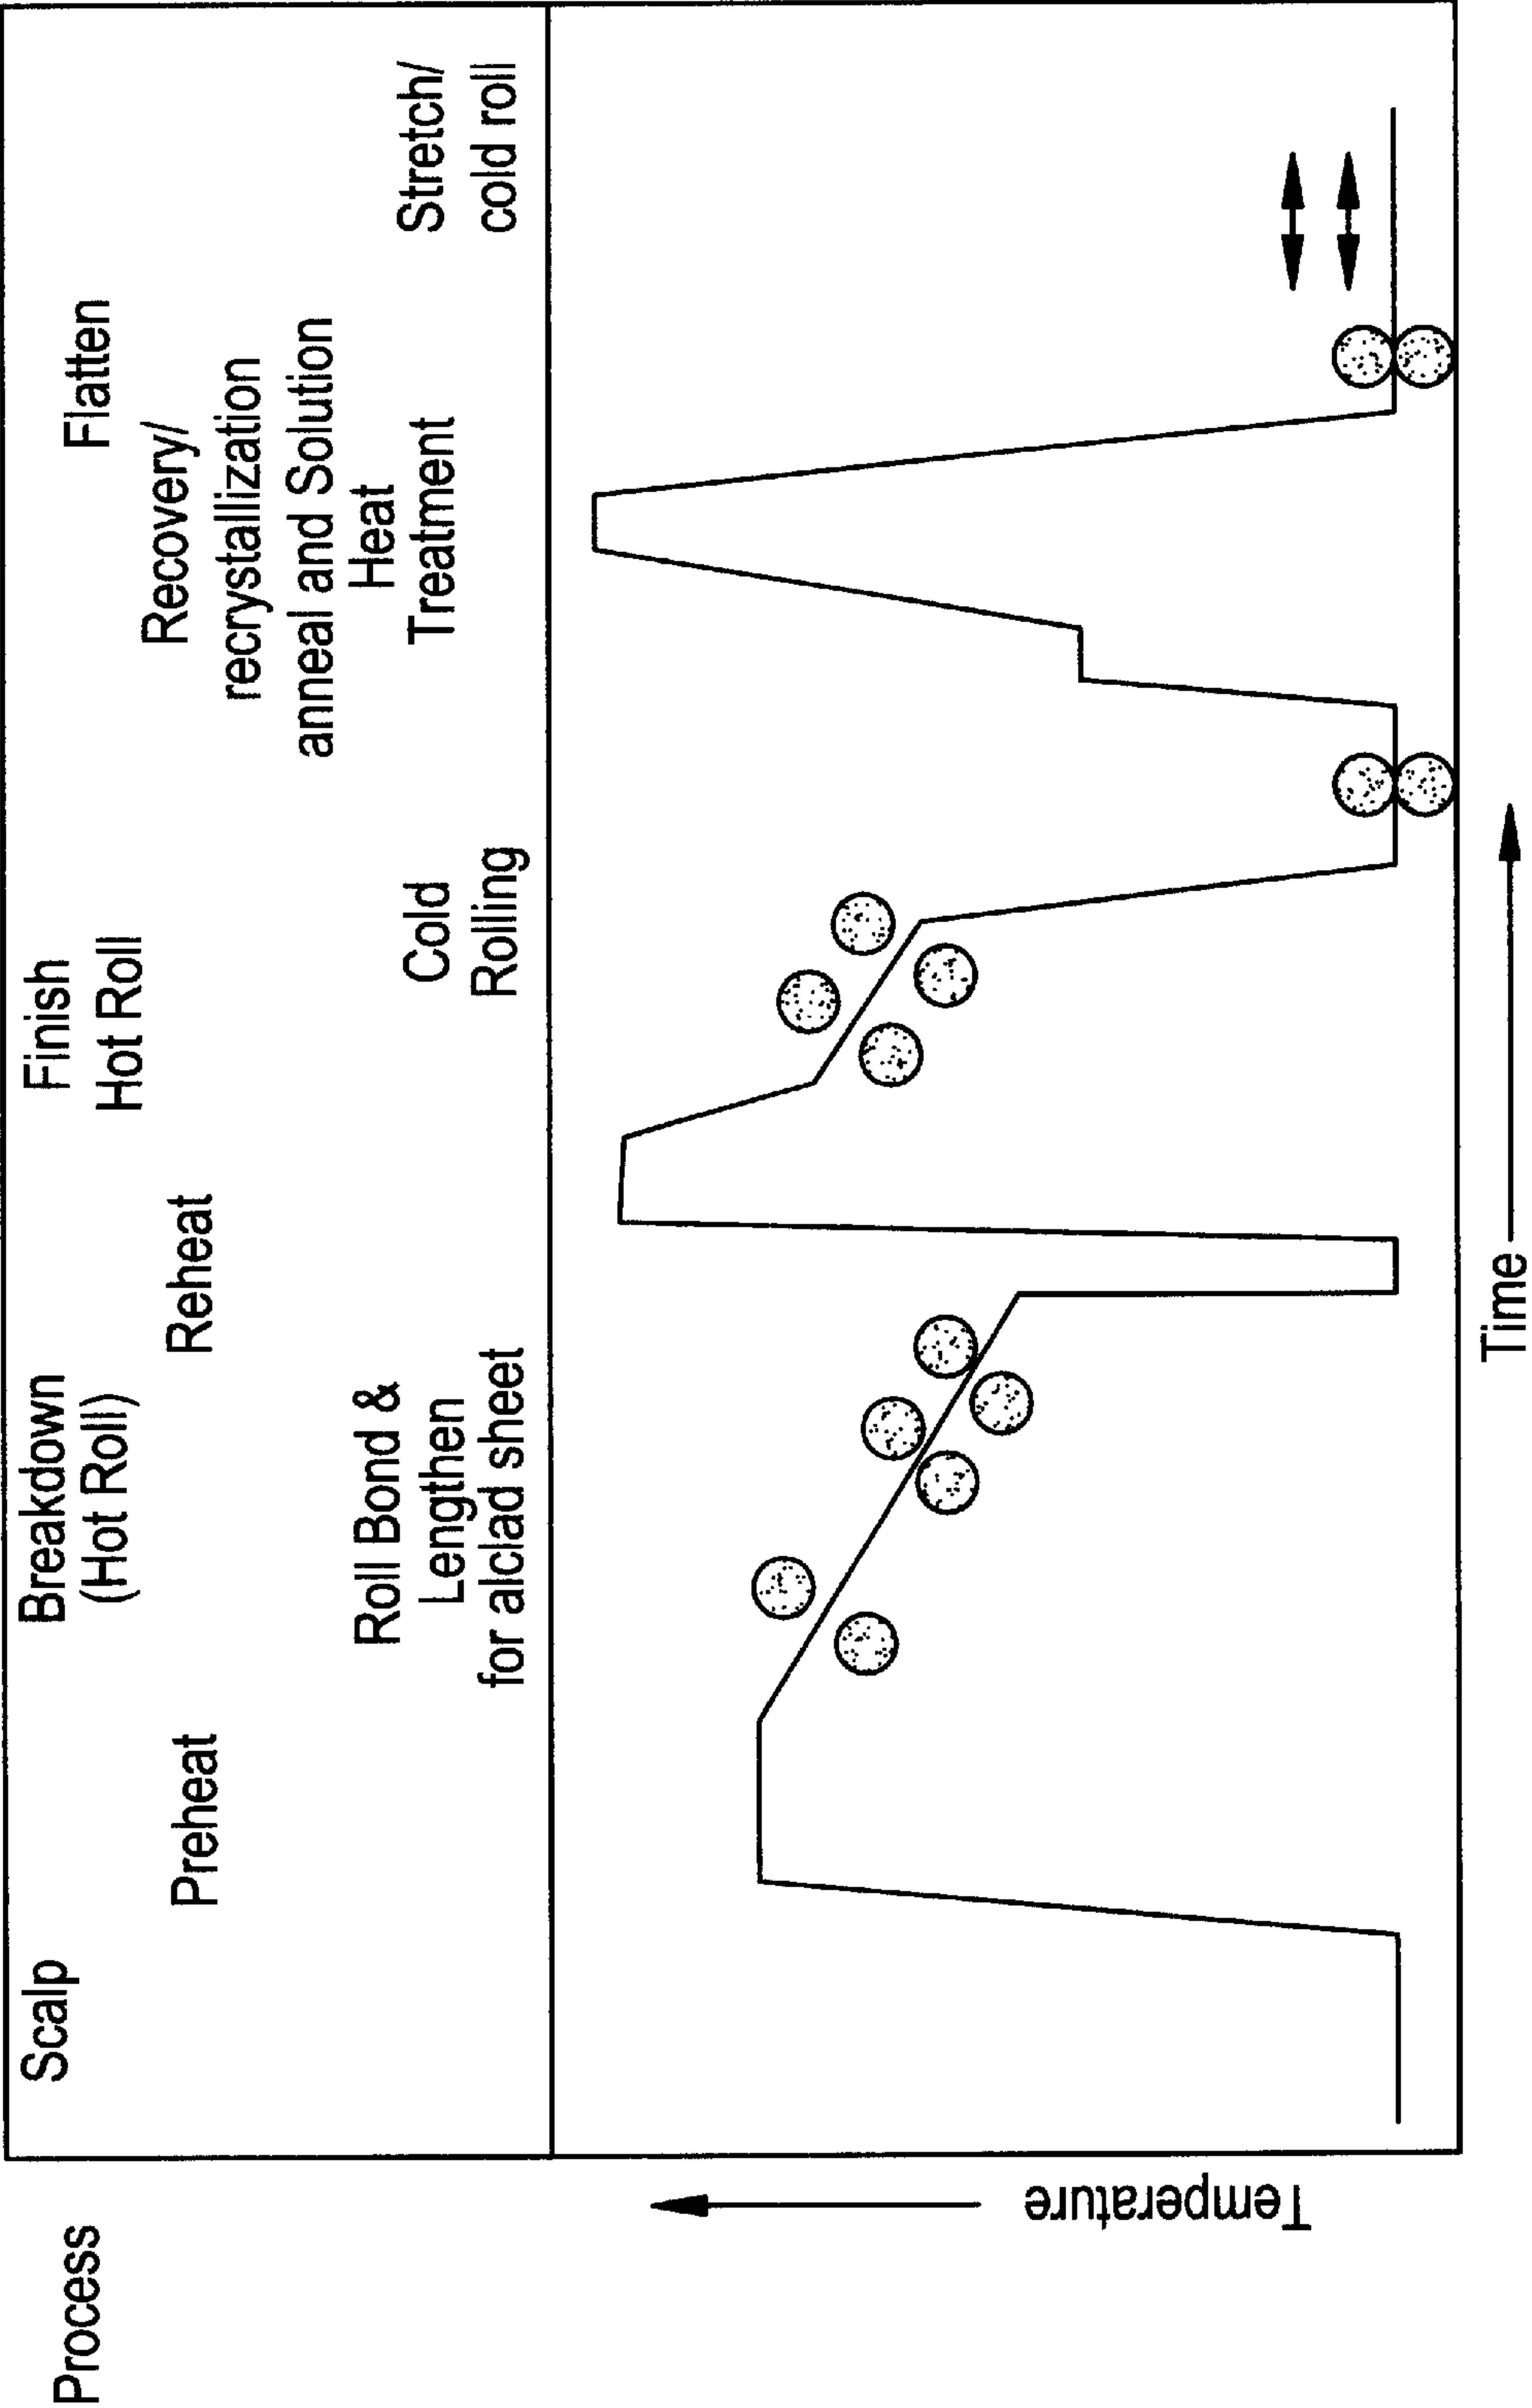 Process
Scalp
Preheat
Breakdown
(Hot Roll)
Roll Bond &
Lengthen
for alclad sheet
Reheat
Finish
Hot Roll
Cold
Rolling
Recovery/
recrystallization
anneal and Solution
Heat
Treatment
Flatten
Stretch/
cold roll
Temperature
Time